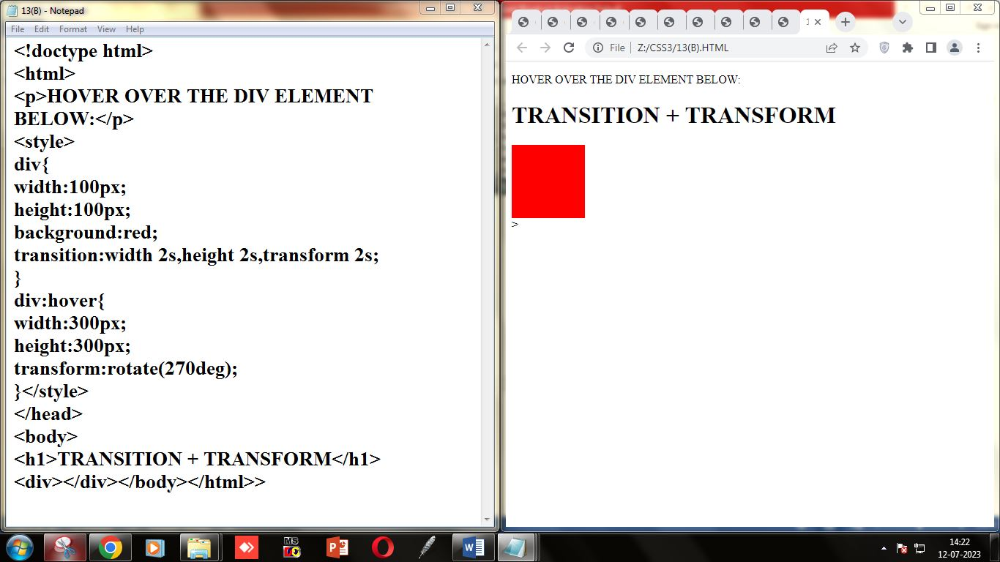 13(B) - Notepad
File Edit Format View Help
<!doctype html>
<html>
<p>HOVER OVER THE DIV ELEMENT
BELOW:</p>
<style>
div{
width:100px;
height:100px;
background:red;
transition:width 2s,height 2s,transform 2s;
}
div:hover{
width:300px;
height:300px;
transform:rotate(270deg);
}</style>
</head>
<body>
<h1>TRANSITION + TRANSFORM</h1>
<div></div></body></html>>
File Z:/CSS3/13(B).HTML
HOVER OVER THE DIV ELEMENT BELOW:
TRANSITION + TRANSFORM
>
MS
14:22
12-07-2023